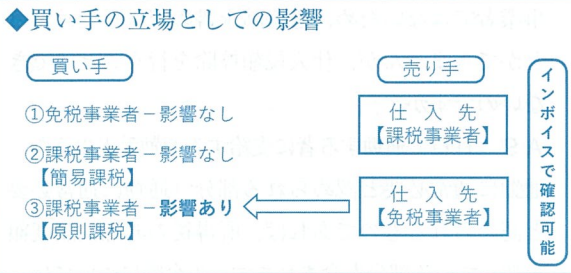 ◆買い手の立場としての影響
買い手
売り手
①免税事業者－影響なし
②課税事業者－影響なし
【簡易課税】
③課税事業者－影響あり
【原則課税】
仕入先
【課税事業者】
仕入先
【免税事業者】
インボイスで確認可能